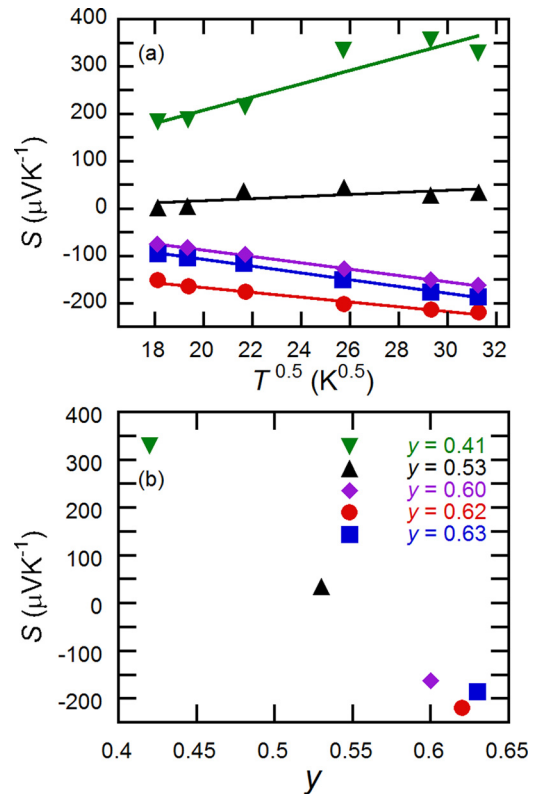 400
(a)
300
200
100
0
-100
-200
S (μVK⁻¹)
18 20 22 24 26 28 30 32
T⁰·⁵ (K⁰·⁵)
400
y = 0.41
300
(b)
y = 0.53
y = 0.60
200
y = 0.62
y = 0.63
100
0
-100
-200
S (μVK⁻¹)
0.4 0.45 0.5 0.55 0.6 0.65
y